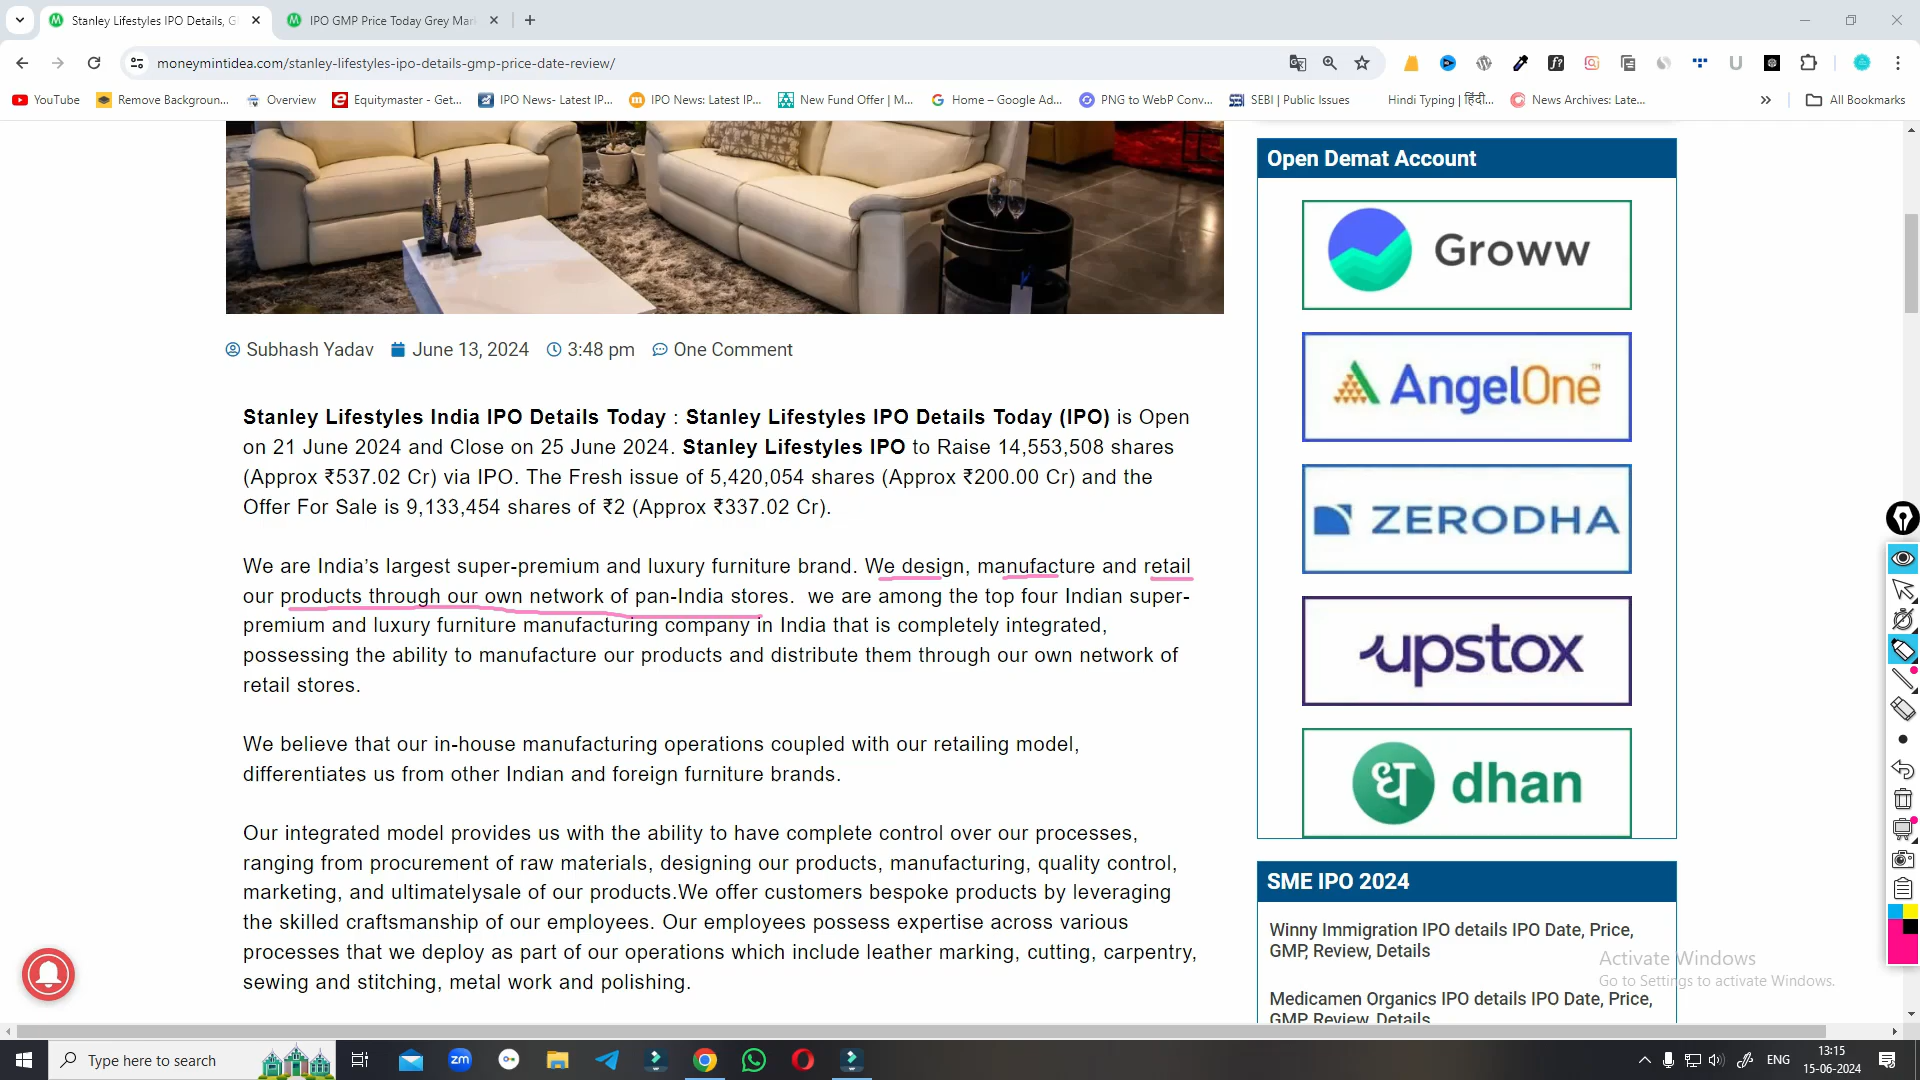 Stanley Lifestyles IPO Details, G
IPO GMP Price Today Grey Mar
moneymintidea.com/stanley-lifestyles-ipo-details-gmp-price-date-review/
YouTube
Remove Backgroun...
Overview
Equitymaster - Get...
IPO News- Latest IP...
IPO News: Latest IP...
New Fund Offer | M...
Home – Google Ad...
PNG to WebP Conv...
SEBI | Public Issues
Hindi Typing | हिंदी...
News Archives: Late...
All Bookmarks
Subhash Yadav June 13, 2024 3:48 pm One Comment
Stanley Lifestyles India IPO Details Today : Stanley Lifestyles IPO Details Today (IPO) is Open
on 21 June 2024 and Close on 25 June 2024. Stanley Lifestyles IPO to Raise 14,553,508 shares
(Approx ₹537.02 Cr) via IPO. The Fresh issue of 5,420,054 shares (Approx ₹200.00 Cr) and the
Offer For Sale is 9,133,454 shares of ₹2 (Approx ₹337.02 Cr).
We are India’s largest super-premium and luxury furniture brand. We design, manufacture and retail
our products through our own network of pan-India stores. we are among the top four Indian super-
premium and luxury furniture manufacturing company in India that is completely integrated,
possessing the ability to manufacture our products and distribute them through our own network of
retail stores.
We believe that our in-house manufacturing operations coupled with our retailing model,
differentiates us from other Indian and foreign furniture brands.
Our integrated model provides us with the ability to have complete control over our processes,
ranging from procurement of raw materials, designing our products, manufacturing, quality control,
marketing, and ultimatelysale of our products.We offer customers bespoke products by leveraging
the skilled craftsmanship of our employees. Our employees possess expertise across various
processes that we deploy as part of our operations which include leather marking, cutting, carpentry,
sewing and stitching, metal work and polishing.
Open Demat Account
Groww
AngelOne™
ZERODHA
upstox
ध dhan
SME IPO 2024
Winny Immigration IPO details IPO Date, Price,
GMP, Review, Details
Medicamen Organics IPO details IPO Date, Price,
GMP Review, Details
Activate Windows
Go to Settings to activate Windows.
Type here to search
zm
ENG
13:15
15-06-2024